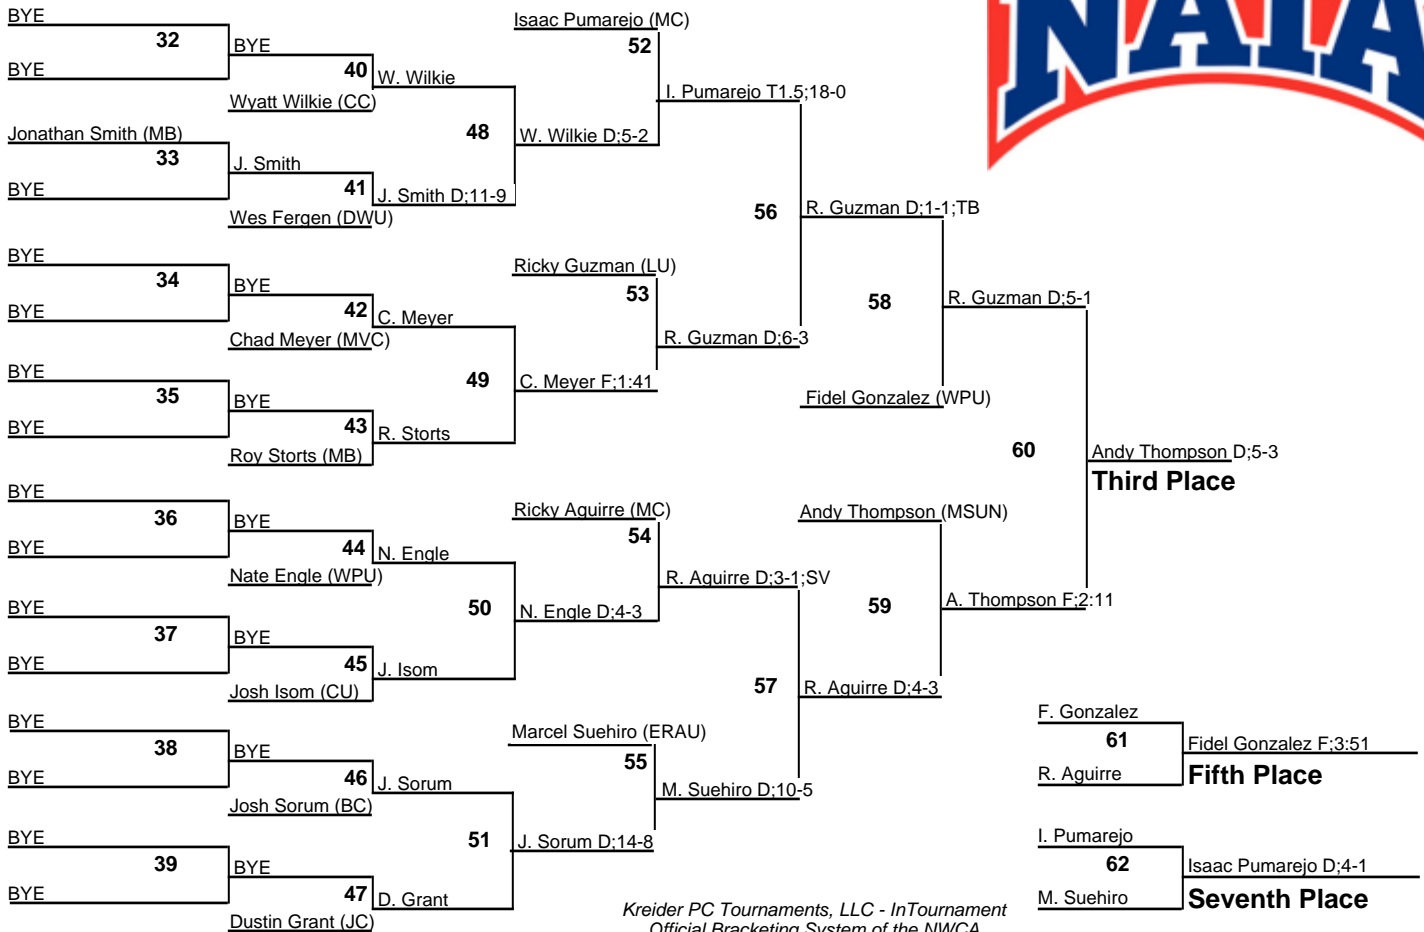 BYE
32
BYE
BYE
40
W. Wilkie
Wyatt Wilkie (CC)
Jonathan Smith (MB)
33
BYE
J. Smith
41
J. Smith D;11-9
Wes Fergen (DWU)
48
W. Wilkie D;5-2
Isaac Pumarejo (MC)
52
I. Pumarejo T1.5;18-0
BYE
34
BYE
BYE
42
C. Meyer
Chad Meyer (MVC)
BYE
35
BYE
BYE
43
R. Storts
Roy Storts (MB)
49
C. Meyer F;1:41
Ricky Guzman (LU)
53
R. Guzman D;6-3
56
R. Guzman D;1-1;TB
58
R. Guzman D;5-1
Fidel Gonzalez (WPU)
BYE
36
BYE
BYE
44
N. Engle
Nate Engle (WPU)
BYE
37
BYE
BYE
45
J. Isom
Josh Isom (CU)
50
N. Engle D;4-3
Ricky Aguirre (MC)
54
R. Aguirre D;3-1;SV
BYE
38
BYE
BYE
46
J. Sorum
Josh Sorum (BC)
BYE
39
BYE
BYE
47
D. Grant
Dustin Grant (JC)
51
J. Sorum D;14-8
Marcel Suehiro (ERAU)
55
M. Suehiro D;10-5
57
R. Aguirre D;4-3
Andy Thompson (MSUN)
59
A. Thompson F;2:11
60
Andy Thompson D;5-3
Third Place
F. Gonzalez
61
R. Aguirre
Fidel Gonzalez F;3:51
Fifth Place
I. Pumarejo
62
M. Suehiro
Isaac Pumarejo D;4-1
Seventh Place
NAIA
Kreider PC Tournaments, LLC - InTournament
Official Bracketing System of the NWCA